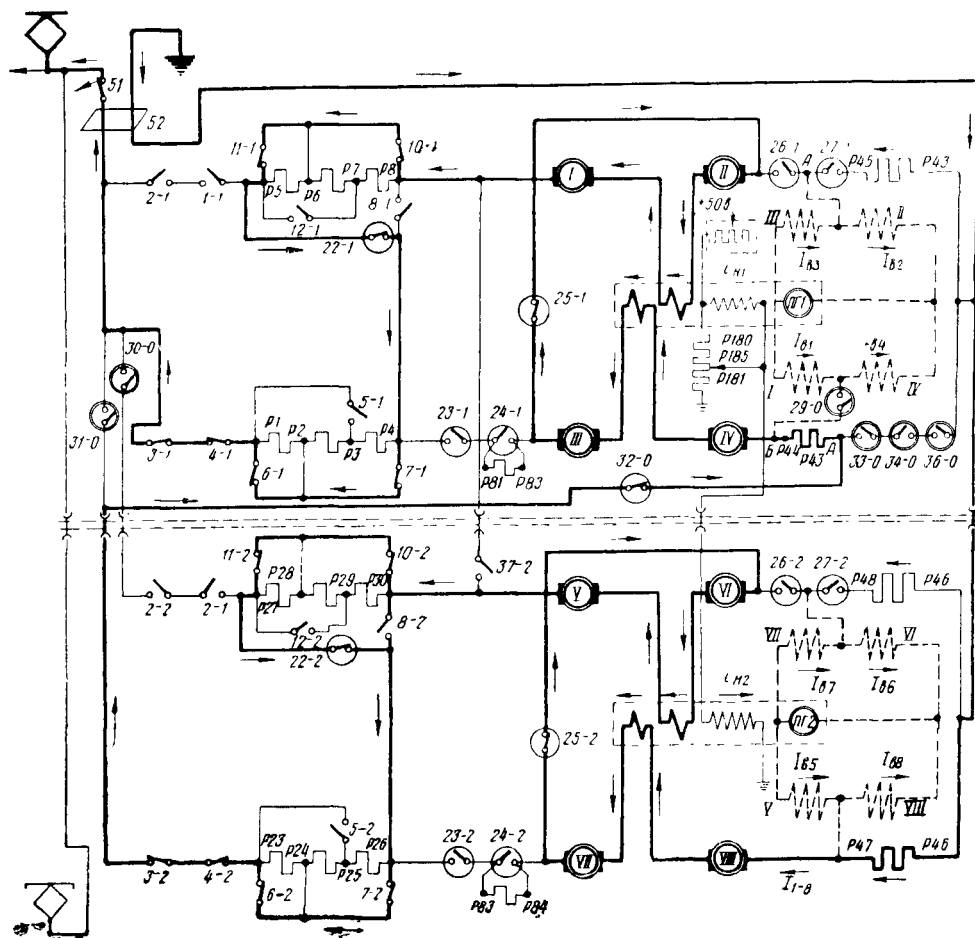 51
52
11-1
10-1
P5
P6
P7
P8
2-1
1-1
8-1
12-1
22-1
I
II
26-1
А
27-1
P45
P43
+50В
III
II
Iв3
Iв2
ПГ1
25-1
P180
P185
P181
Iв1
I
IV
29-0
30-0
31-0
5-1
P1
P2
P3
P4
23-1
24-1
III
IV
Б
P44
P43
Д
33-0
34-0
36-0
3-1
4-1
6-1
7-1
P81
P83
32-0
11-2
10-2
37-2
P28
P29
P30
P27
2-2
2-1
8-2
12-2
22-2
V
VI
26-2
27-2
P48
P46
VII
VI
Iв7
Iв6
ПГ2
25-2
Iв5
Iв8
V
VIII
5-2
P23
P24
P25
P26
23-2
24-2
VII
VIII
P47
P46
3-2
4-2
6-2
7-2
P83
P84
I1-8